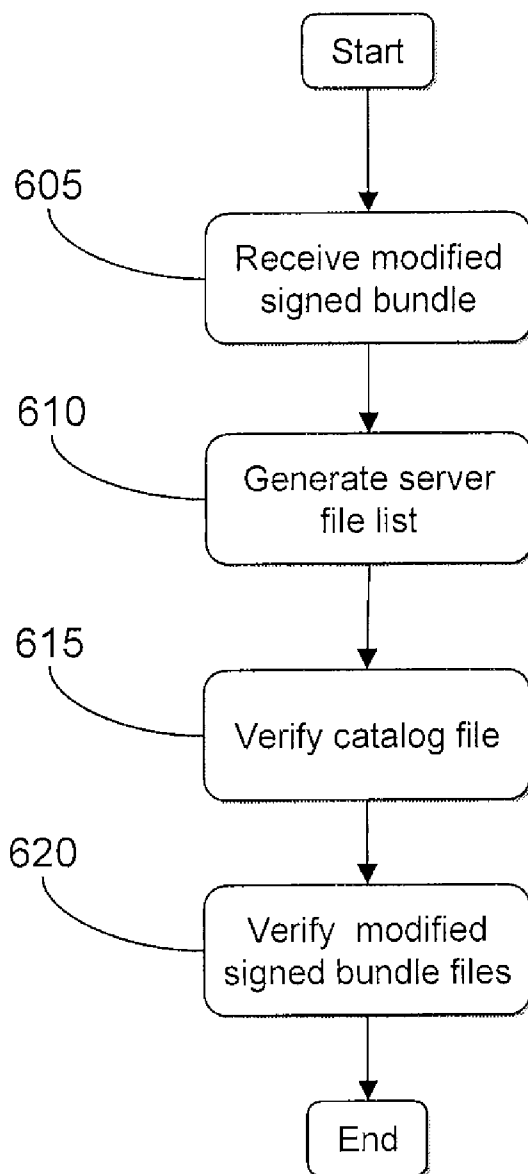 Start
605
Receive modified
signed bundle
610
Generate server
file list
615
Verify catalog file
620
Verify modified
signed bundle files
End